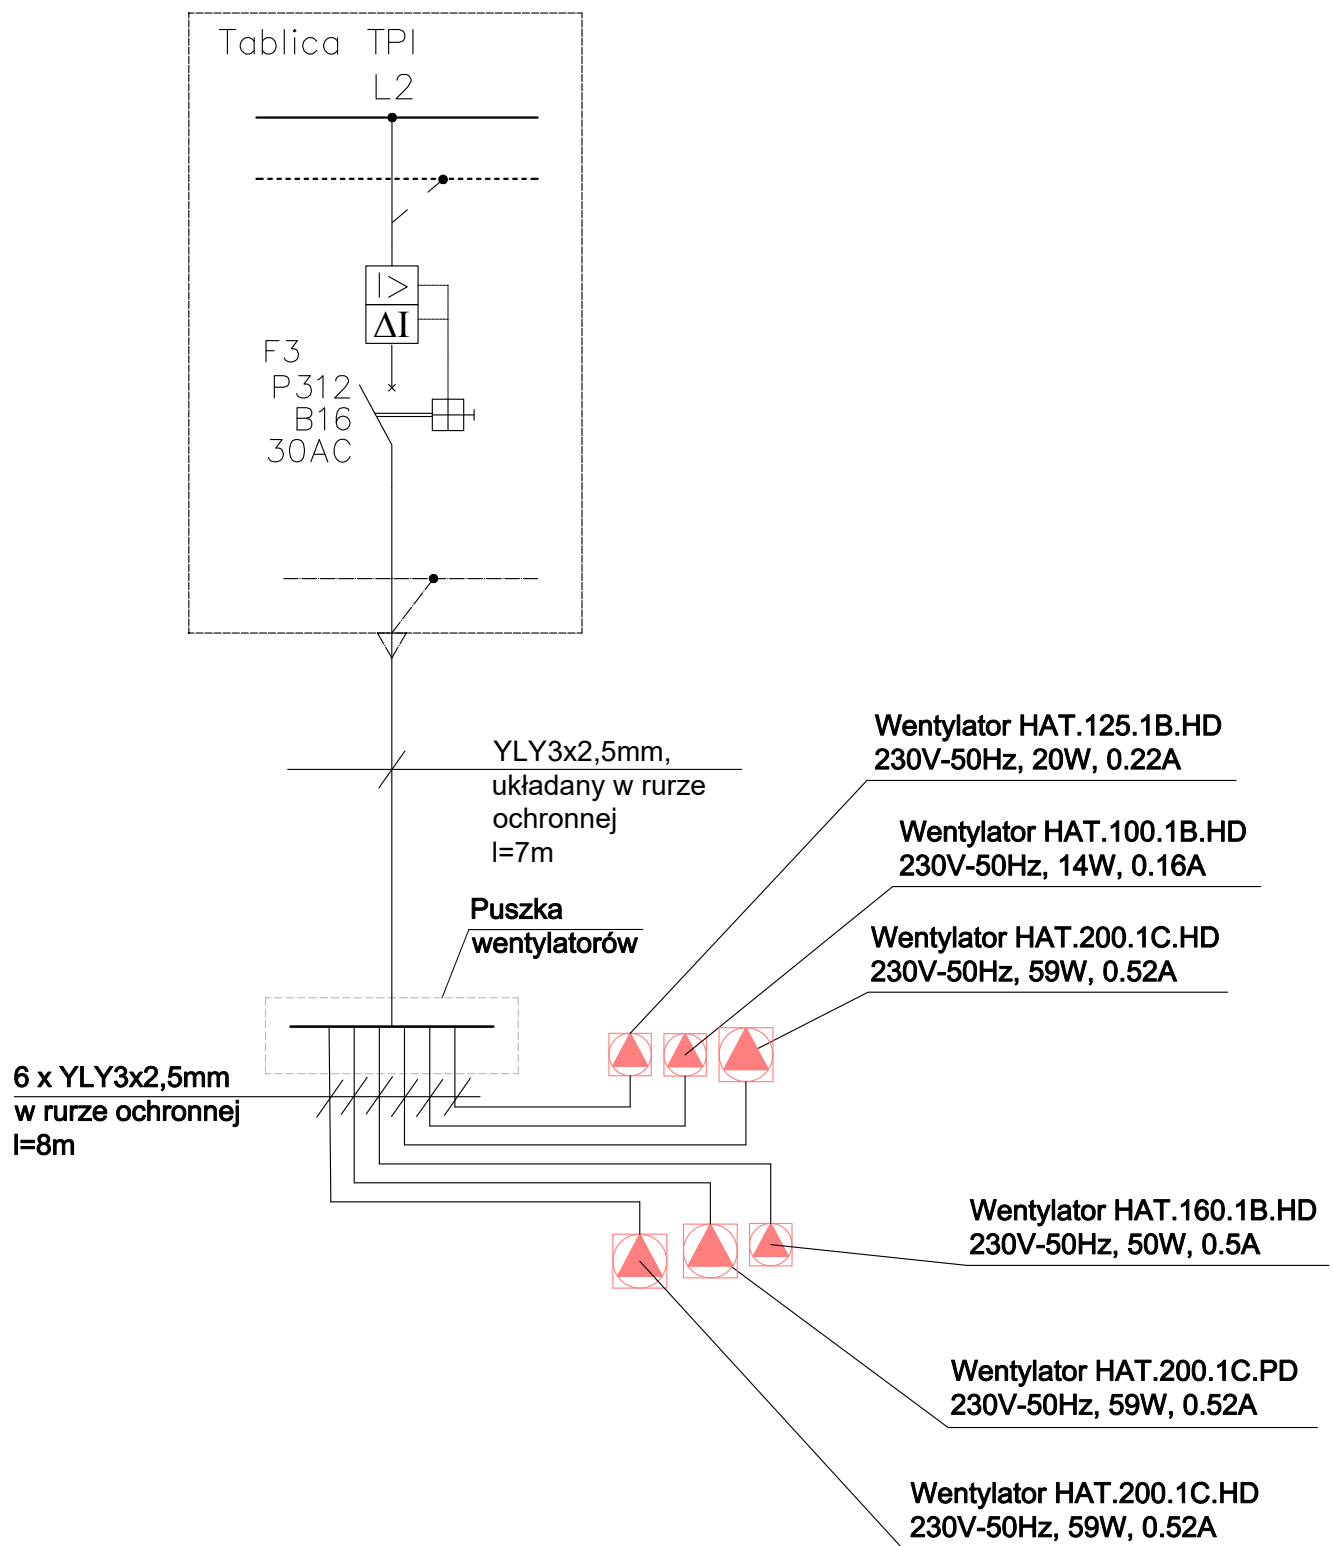 Tablica TPI
L2
I>
ΔI
F3
P312
B16
30AC
YLY3x2,5mm,
układany w rurze
ochronnej
l=7m
Puszka
wentylatorów
6 x YLY3x2,5mm
w rurze ochronnej
l=8m
Wentylator HAT.125.1B.HD
230V-50Hz, 20W, 0.22A
Wentylator HAT.100.1B.HD
230V-50Hz, 14W, 0.16A
Wentylator HAT.200.1C.HD
230V-50Hz, 59W, 0.52A
Wentylator HAT.160.1B.HD
230V-50Hz, 50W, 0.5A
Wentylator HAT.200.1C.PD
230V-50Hz, 59W, 0.52A
Wentylator HAT.200.1C.HD
230V-50Hz, 59W, 0.52A